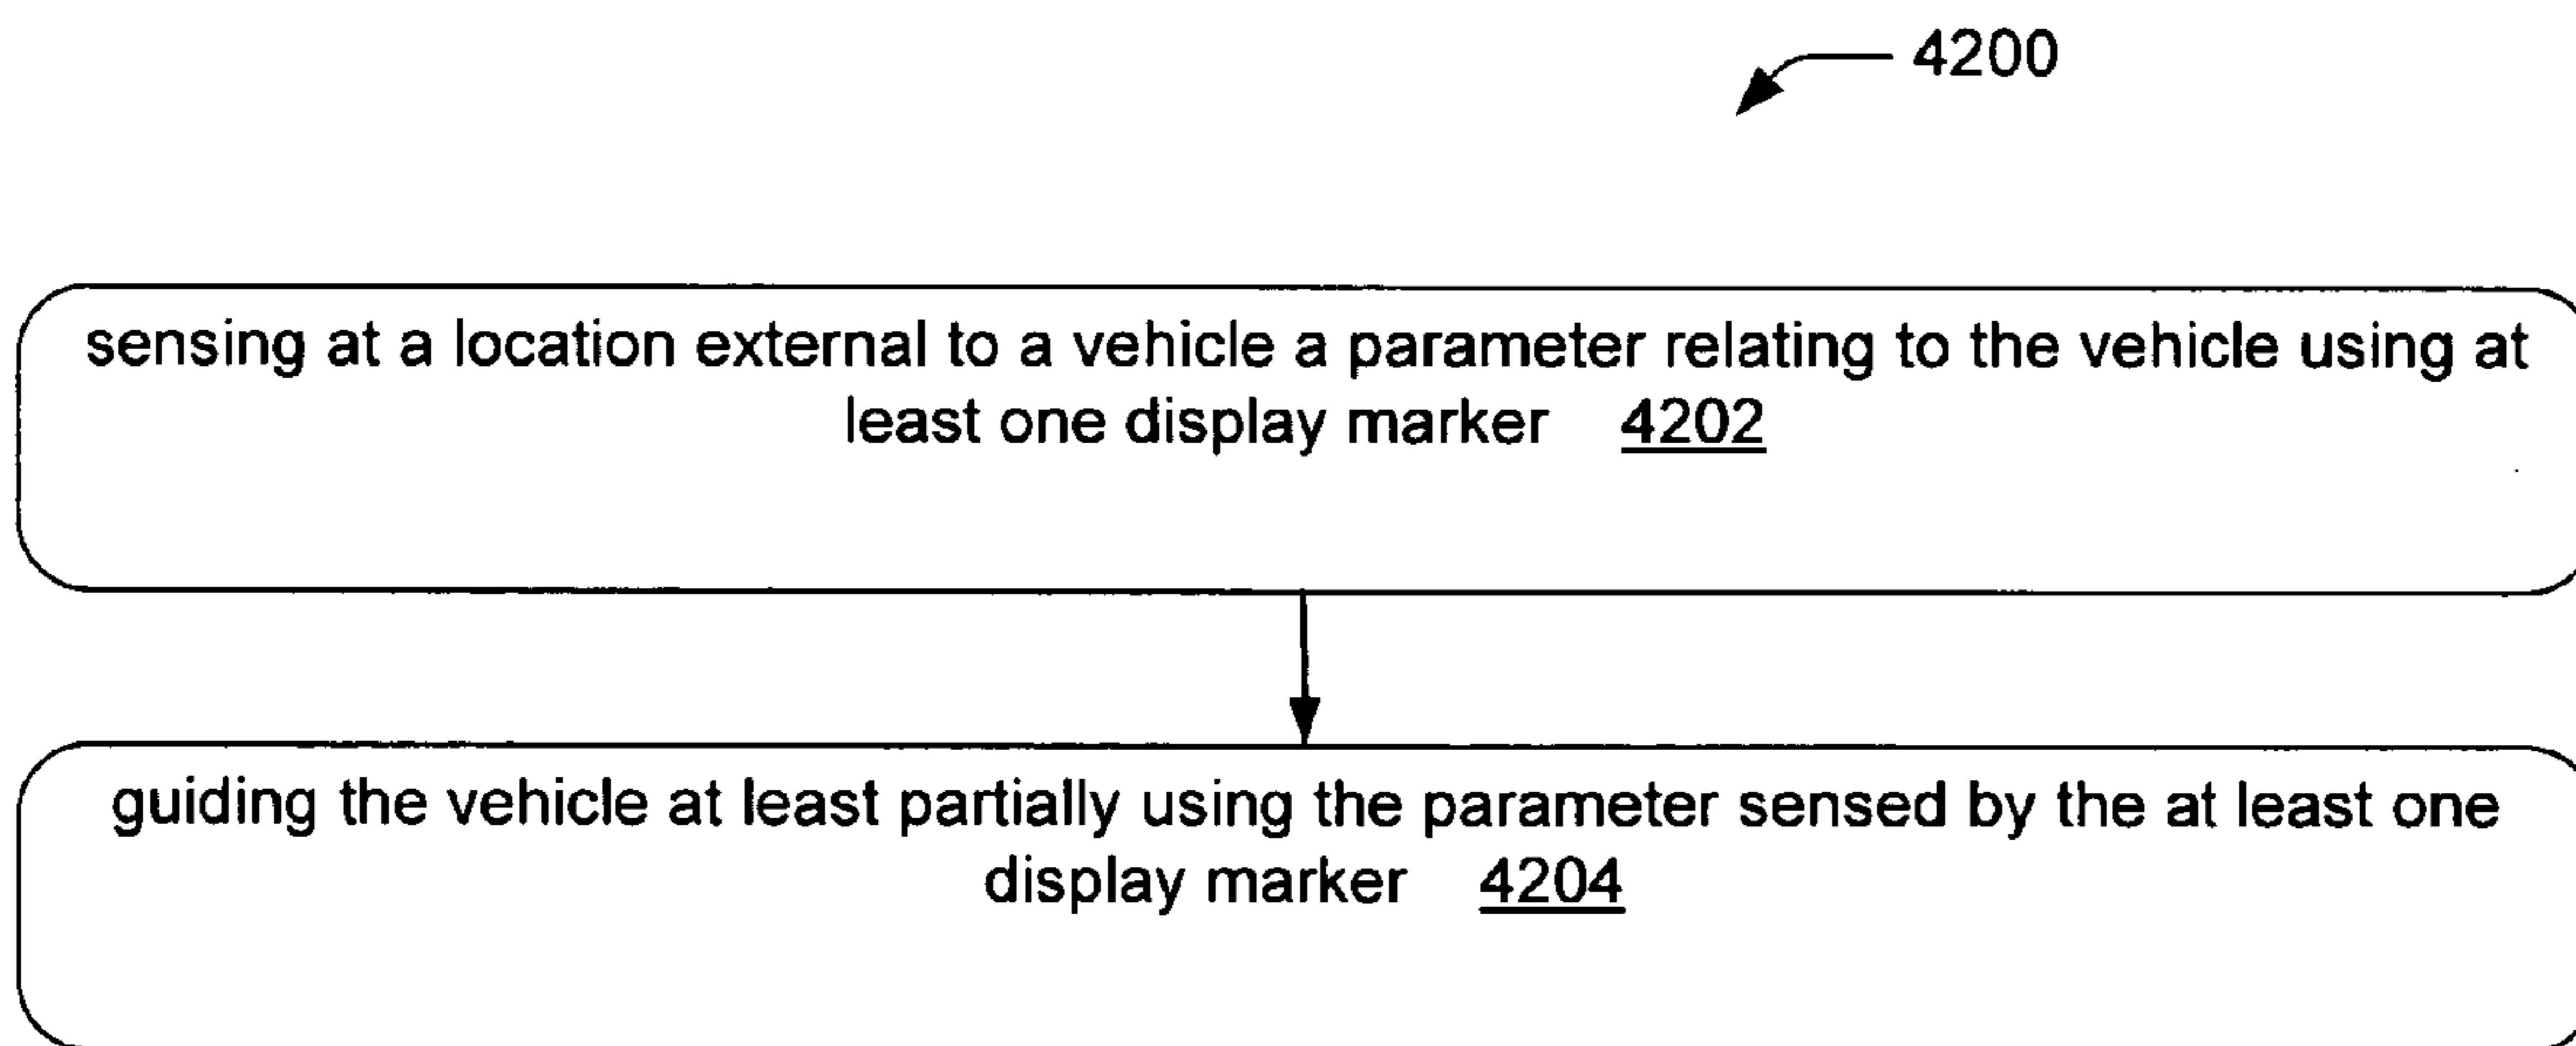 4200
sensing at a location external to a vehicle a parameter relating to the vehicle using at
least one display marker 4202
guiding the vehicle at least partially using the parameter sensed by the at least one
display marker 4204